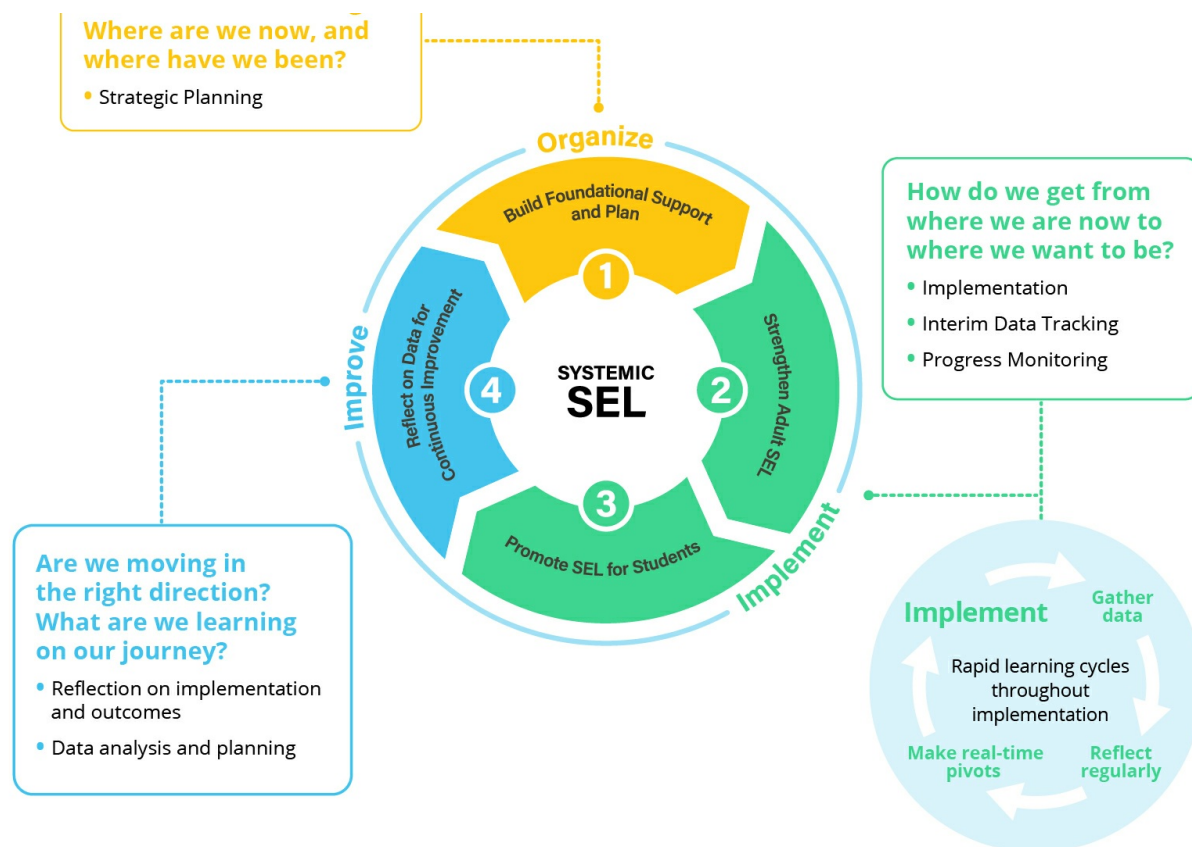 Where are we now, and
where have we been?
• Strategic Planning
Organize
Build Foundational Support
and Plan
1
How do we get from
where we are now to
where we want to be?
• Implementation
• Interim Data Tracking
• Progress Monitoring
Strengthen Adult SEL
2
SYSTEMIC
SEL
Improve
Reflect on Data for
Continuous Improvement
4
3
Promote SEL for Students
Implement
Are we moving in
the right direction?
What are we learning
on our journey?
• Reflection on implementation
and outcomes
• Data analysis and planning
Implement
Gather
data
Rapid learning cycles
throughout
implementation
Make real-time
pivots
Reflect
regularly